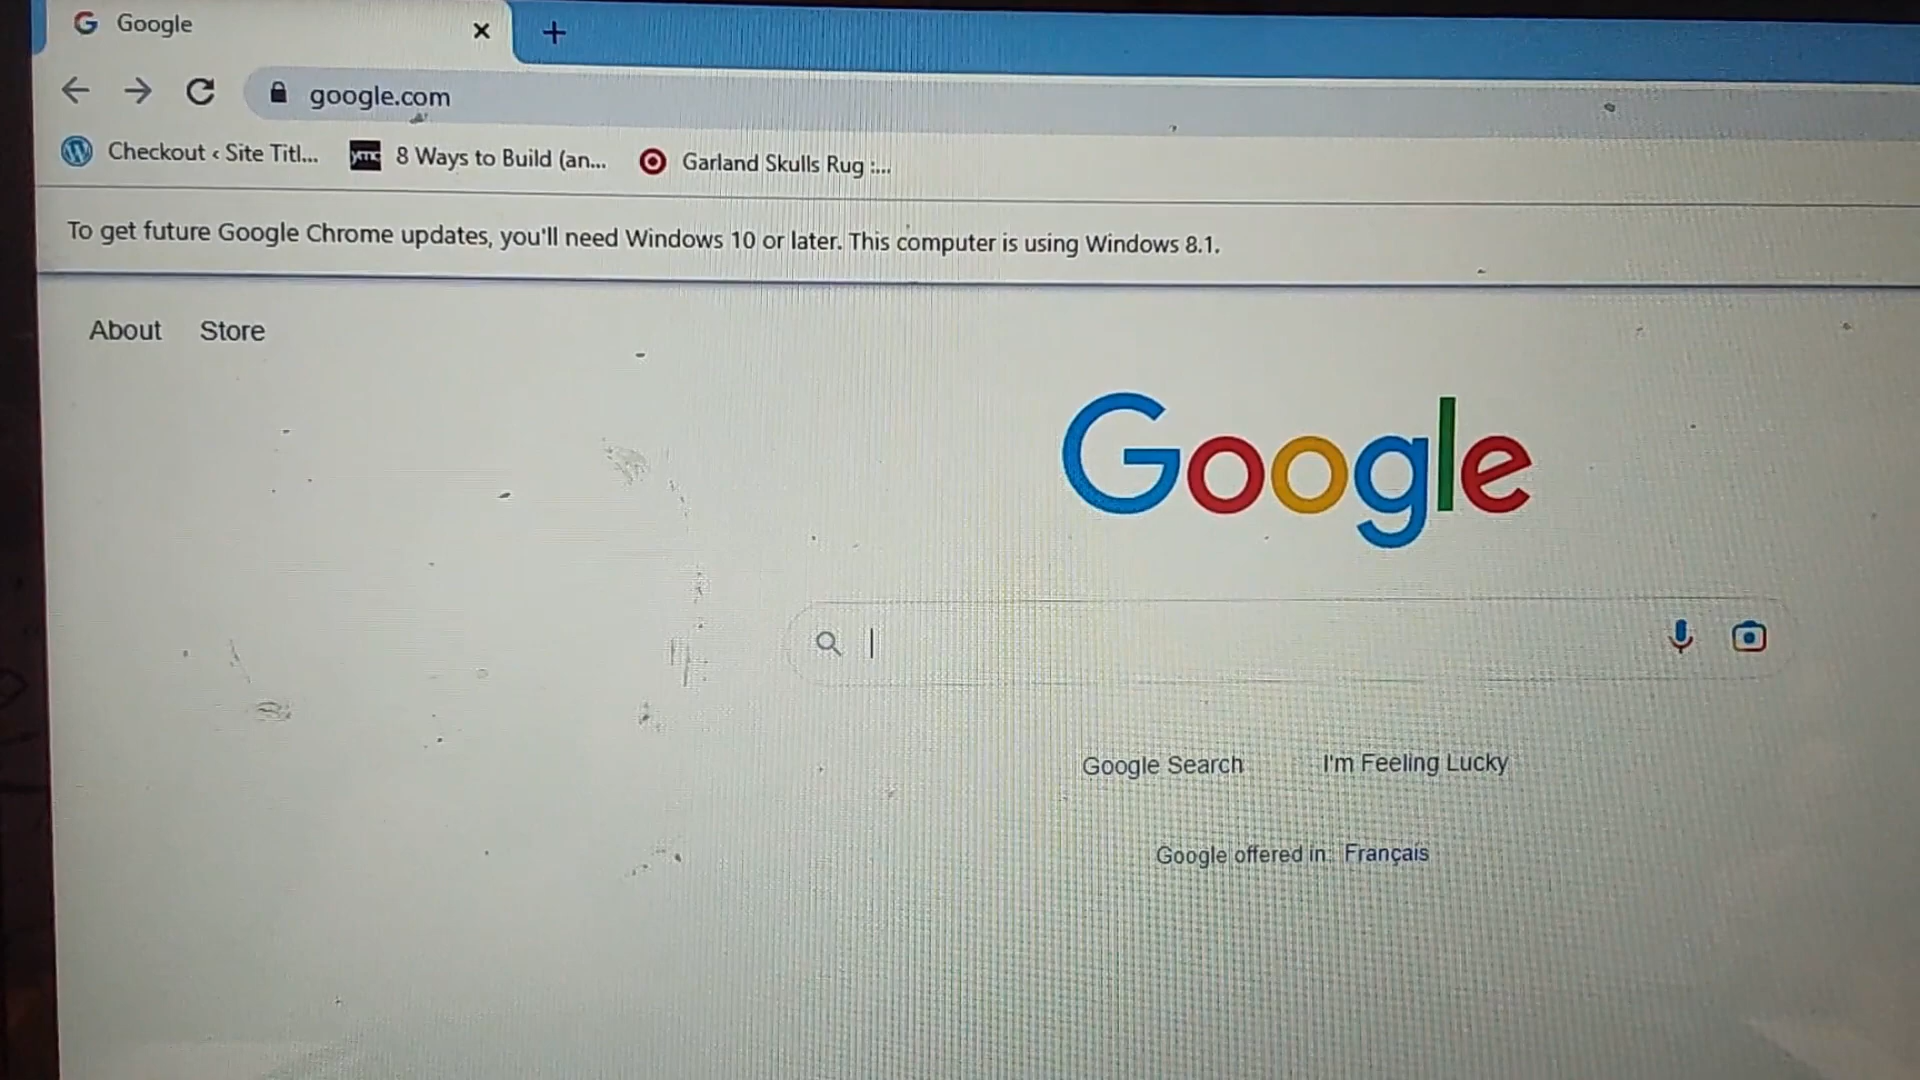 Google
google.com
Checkout ‹ Site Titl... ymc 8 Ways to Build (an... Garland Skulls Rug :...
To get future Google Chrome updates, you'll need Windows 10 or later. This computer is using Windows 8.1.
About Store
Google
Google Search I'm Feeling Lucky
Google offered in: Français